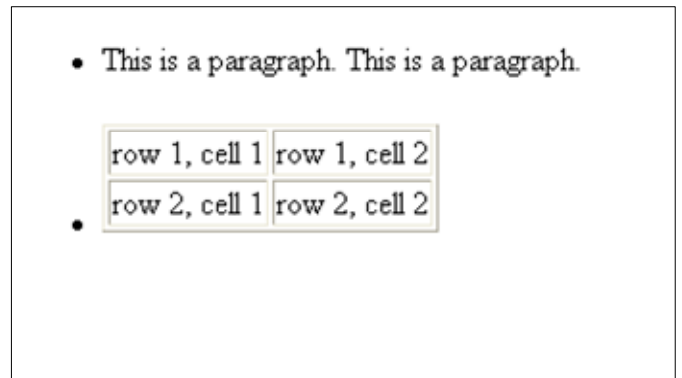 This is a paragraph. This is a paragraph.
row 1, cell 1 row 1, cell 2
row 2, cell 1 row 2, cell 2